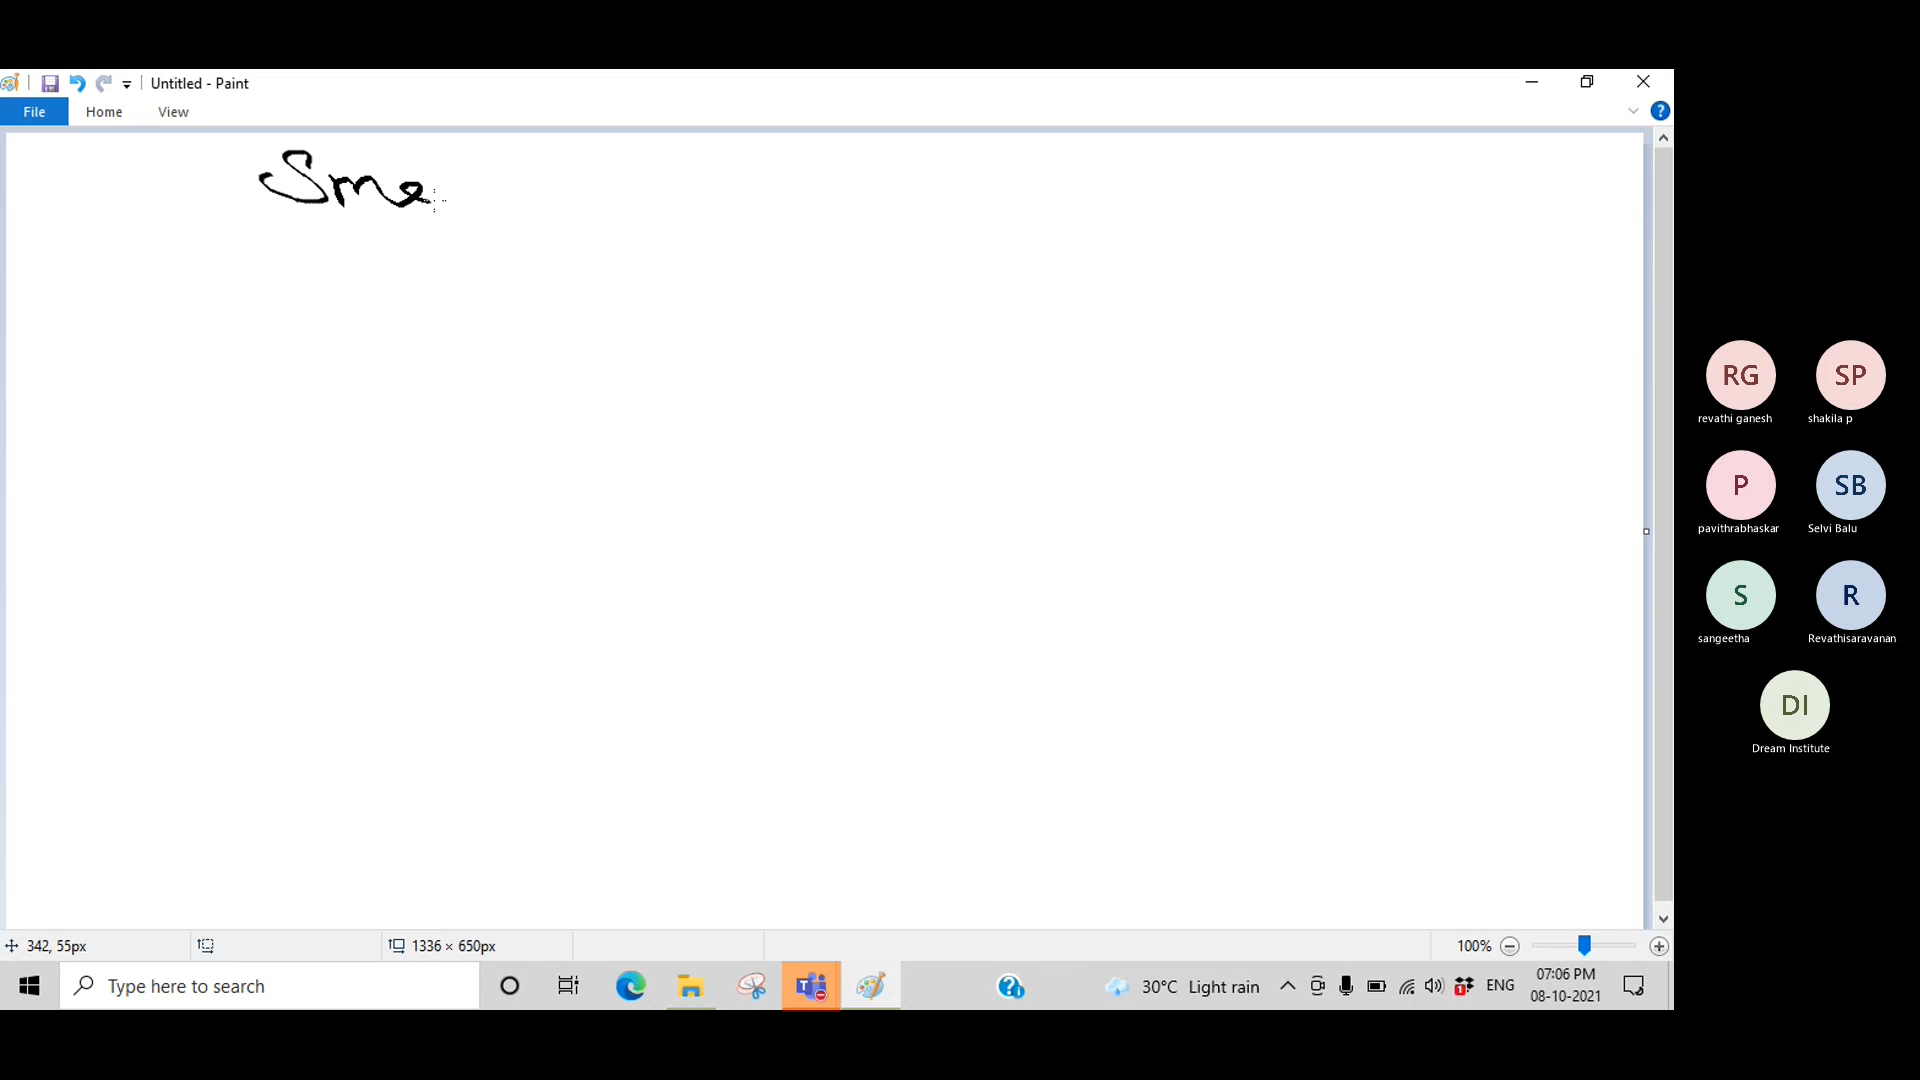 Untitled - Paint
File Home View
Sme
RG SP
revathi ganesh shakila p
P SB
pavithrabhaskar Selvi Balu
S R
sangeetha Revathisaravanan
DI
Dream Institute
342, 55px 1336 × 650px 100%
Type here to search 30°C Light rain ENG 07:06 PM
08-10-2021